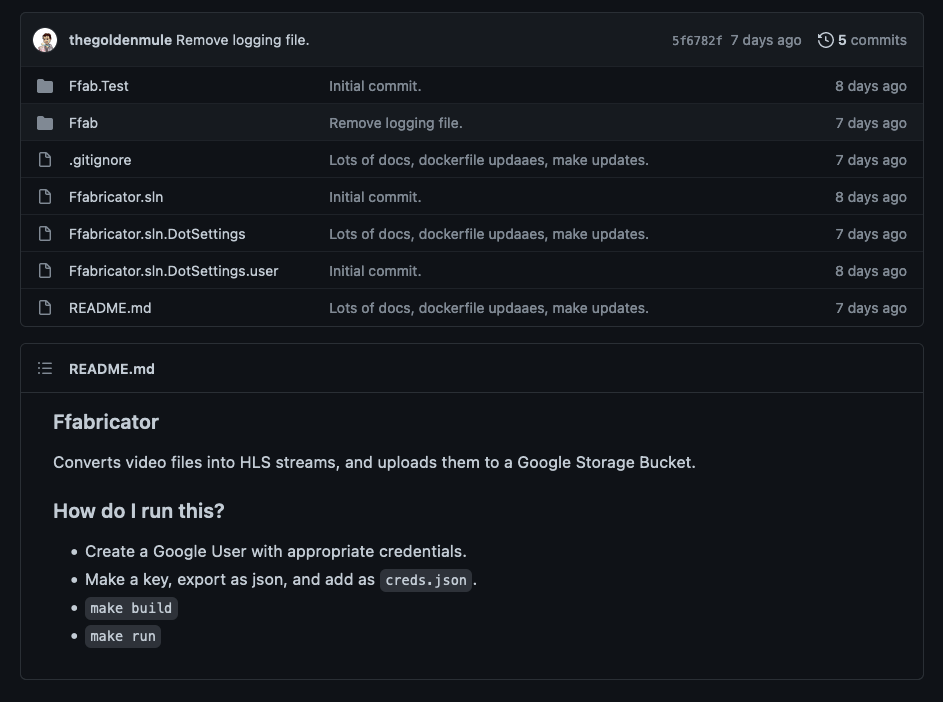 thegoldenmule Remove logging file. 5f6782f 7 days ago 5 commits
Ffab.Test Initial commit. 8 days ago
Ffab Remove logging file. 7 days ago
.gitignore Lots of docs, dockerfile updaaes, make updates. 7 days ago
Ffabricator.sln Initial commit. 8 days ago
Ffabricator.sln.DotSettings Lots of docs, dockerfile updaaes, make updates. 7 days ago
Ffabricator.sln.DotSettings.user Initial commit. 8 days ago
README.md Lots of docs, dockerfile updaaes, make updates. 7 days ago
README.md
Ffabricator
Converts video files into HLS streams, and uploads them to a Google Storage Bucket.
How do I run this?
• Create a Google User with appropriate credentials.
• Make a key, export as json, and add as creds.json.
• make build
• make run